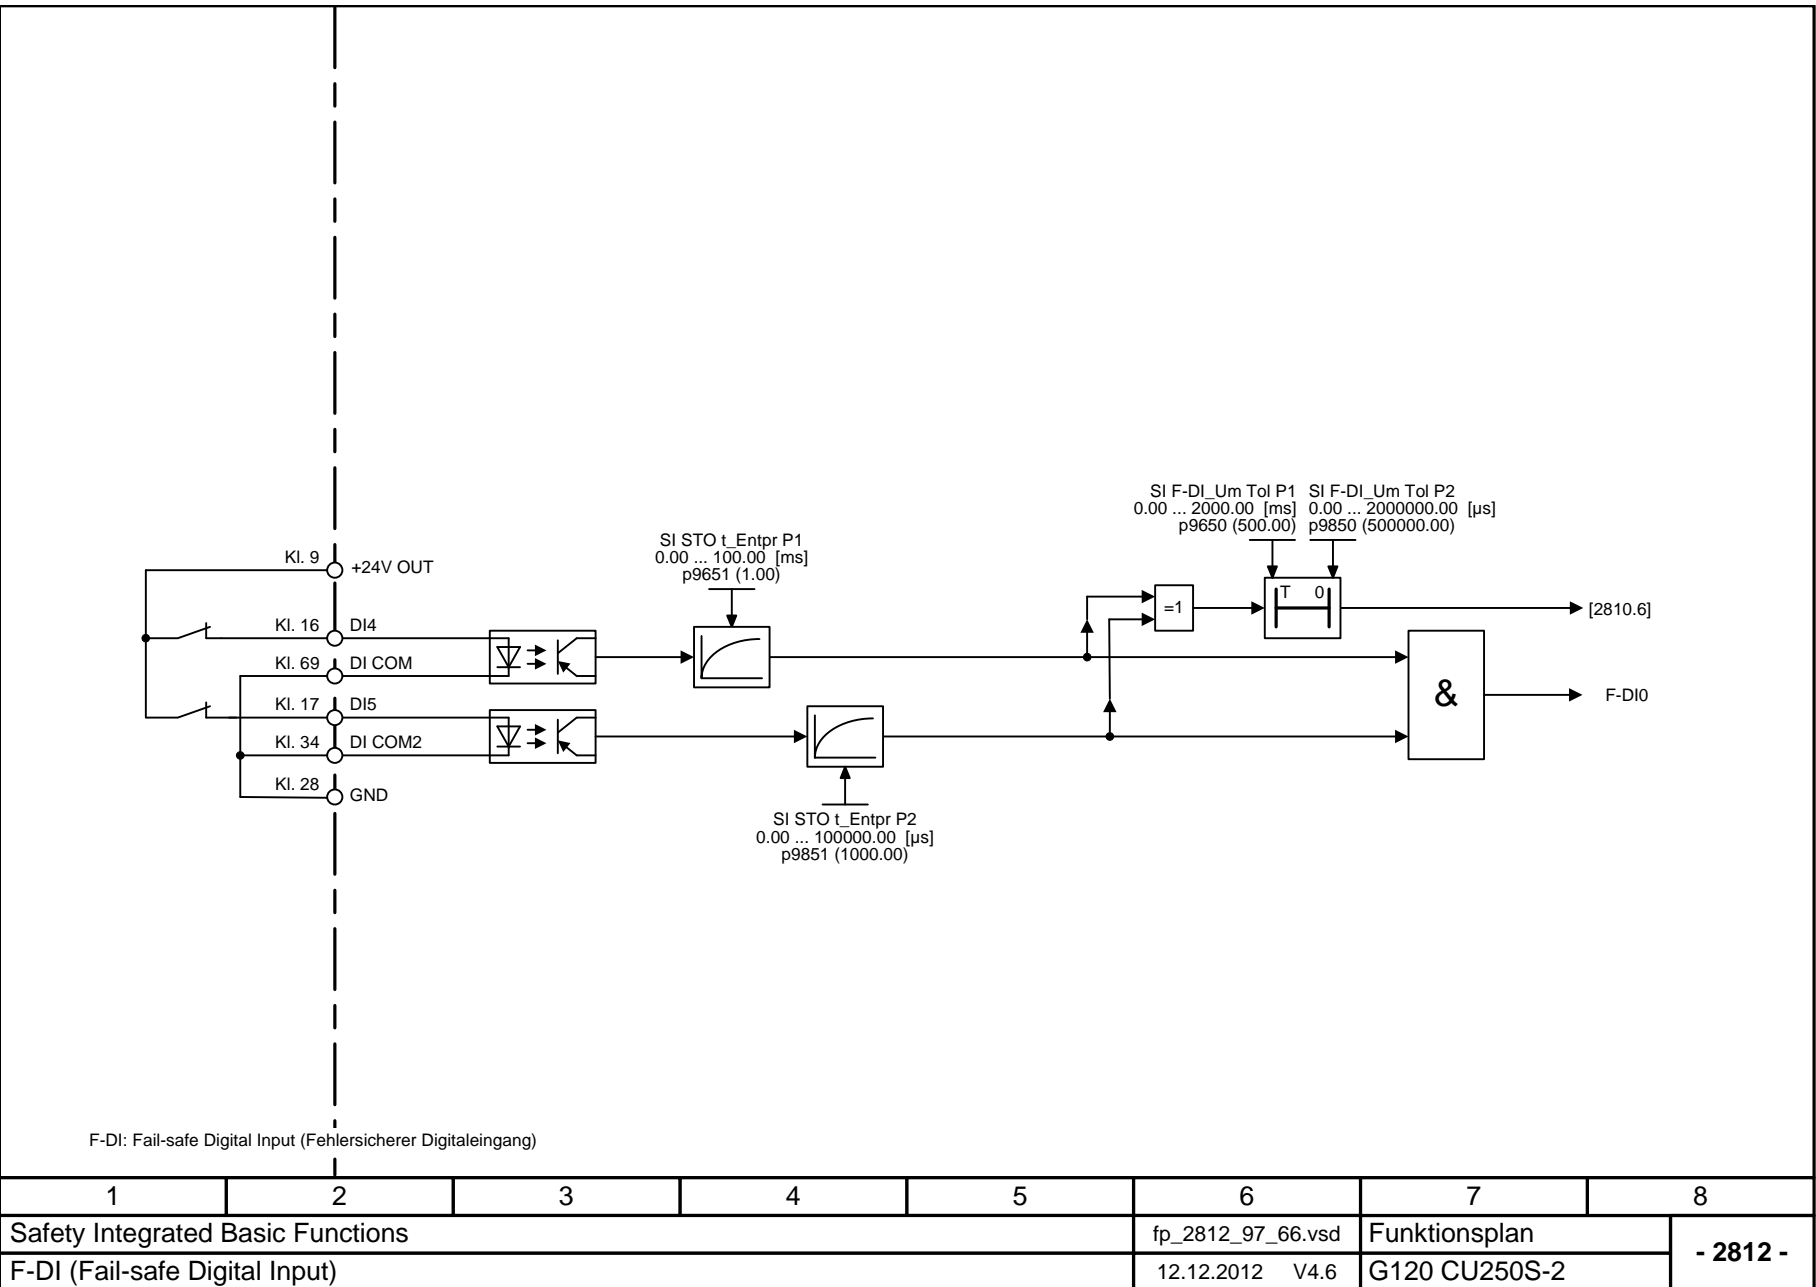 SI F-DI_Um Tol P1
0.00 ... 2000.00 [ms]
p9650 (500.00)
SI F-DI_Um Tol P2
0.00 ... 2000000.00 [µs]
p9850 (500000.00)
SI STO t_Entpr P1
0.00 ... 100.00 [ms]
p9651 (1.00)
Kl. 9
+24V OUT
T 0
=1
[2810.6]
Kl. 16
DI4
Kl. 69
DI COM
&
F-DI0
Kl. 17
DI5
Kl. 34
DI COM2
Kl. 28
GND
SI STO t_Entpr P2
0.00 ... 100000.00 [µs]
p9851 (1000.00)
F-DI: Fail-safe Digital Input (Fehlersicherer Digitaleingang)
1 2 3 4 5 6 7 8
Safety Integrated Basic Functions
fp_2812_97_66.vsd
Funktionsplan
- 2812 -
F-DI (Fail-safe Digital Input)
12.12.2012 V4.6
G120 CU250S-2